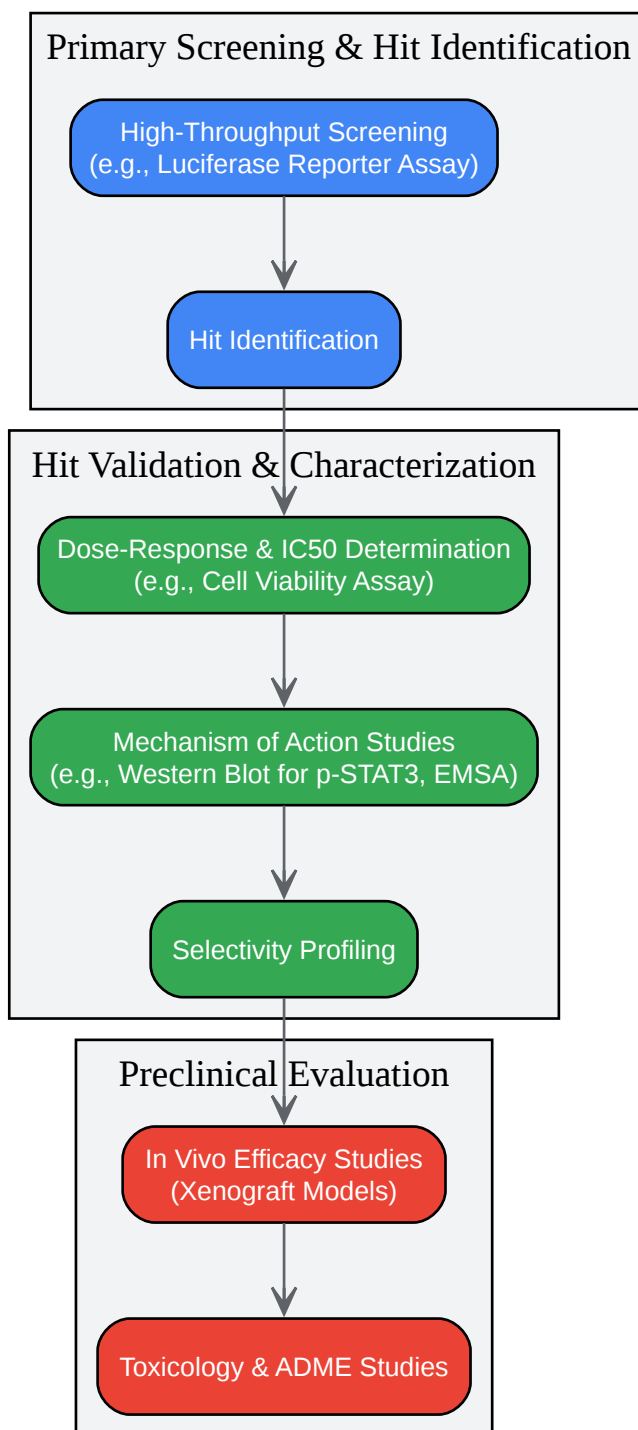 Primary Screening & Hit Identification
High-Throughput Screening
(e.g., Luciferase Reporter Assay)
Hit Identification
Hit Validation & Characterization
Dose-Response & IC50 Determination
(e.g., Cell Viability Assay)
Mechanism of Action Studies
(e.g., Western Blot for p-STAT3, EMSA)
Selectivity Profiling
Preclinical Evaluation
In Vivo Efficacy Studies
(Xenograft Models)
Toxicology & ADME Studies